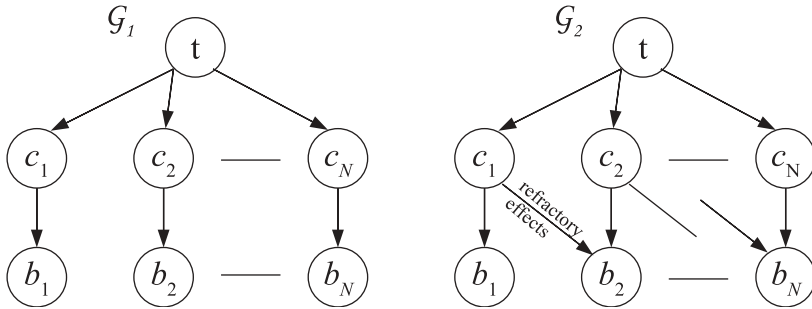 𝒢₁
t
c₁ c₂ c_N
b₁ b₂ b_N
𝒢₂
t
c₁ c₂ c_N
refractory
effects
b₁ b₂ b_N